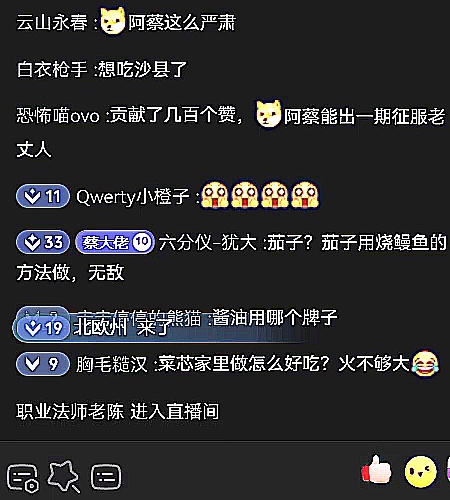 云山永春 :阿蔡这么严肃
白衣枪手 :想吃沙县了
恐怖喵ovo :贡献了几百个赞，阿蔡能出一期征服老
丈人
11 Qwerty小橙子 :
33 蔡大佬 10 六分仪-犹大 :茄子？茄子用烧鳗鱼的
方法做，无敌
的熊猫 :酱油用哪个牌子
19 北欧州 来了
9 胸毛糙汉 :菜芯家里做怎么好吃？火不够大
职业法师老陈 进入直播间